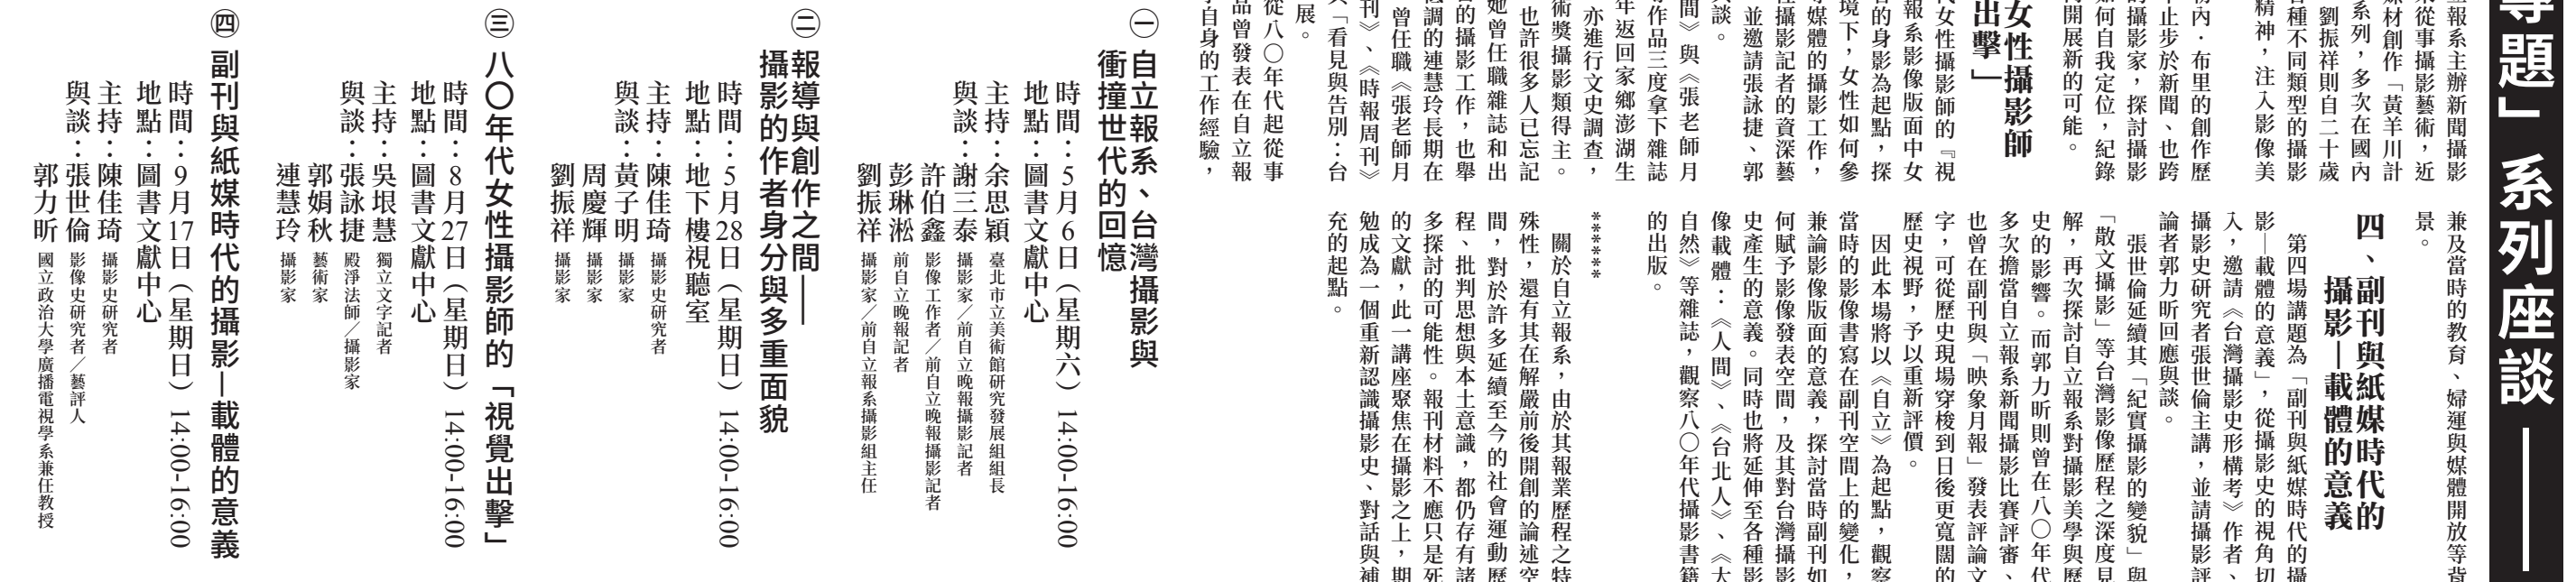 專題」系列座談——
立報系主辦新聞攝影
業從事攝影藝術，近
媒材創作「黃羊川計
系列，多次在國內
劉振祥則自二十歲
各種不同類型的攝影
精神，注入影像美
物內．布里的創作歷
不止步於新聞、也跨
的攝影家，探討攝影
如何自我定位，紀錄
何開展新的可能。
女性攝影師
出擊」
代女性攝影師的『視
報系影像版面中女
者的身影為起點，探
境下，女性如何參
等媒體的攝影工作，
性攝影記者的資深藝
並邀請張詠捷、郭
與談。
間》與《張老師月
導作品三度拿下雜誌
年返回家鄉澎湖生
亦進行文史調查，
術獎攝影類得主。
也許很多人已忘記
她曾任職雜誌和出
者的攝影工作，也舉
低調的連慧玲長期在
曾任職《張老師月
刊》、《時報周刊》
與「看見與告別：台
展。
從八〇年代起從事
品曾發表在自立報
享自身的工作經驗，
兼及當時的教育、婦運與媒體開放等背
景。
四、副刊與紙媒時代的
攝影—載體的意義
第四場講題為「副刊與紙媒時代的攝
影—載體的意義」，從攝影史的視角切
入，邀請《台灣攝影史形構考》作者、
攝影史研究者張世倫主講，並請攝影評
論者郭力昕回應與談。
張世倫延續其「紀實攝影的變貌」與
「散文攝影」等台灣影像歷程之深度見
解，再次探討自立報系對攝影美學與歷
史的影響。而郭力昕則曾在八〇年代
多次擔當自立報系新聞攝影比賽評審、
也曾在副刊與「映象月報」發表評論文
字，可從歷史現場穿梭到日後更寬闊的
歷史視野，予以重新評價。
因此本場將以《自立》為起點，觀察
當時的影像書寫在副刊空間上的變化，
兼論影像版面的意義，探討當時副刊如
何賦予影像發表空間，及其對台灣攝影
史產生的意義。同時也將延伸至各種影
像載體：《人間》、《台北人》、《大
自然》等雜誌，觀察八〇年代攝影書籍
的出版。
******
關於自立報系，由於其報業歷程之特
殊性，還有其在解嚴前後開創的論述空
間，對於許多延續至今的社會運動歷
程、批判思想與本土意識，都仍存有諸
多探討的可能性。報刊材料不應只是死
的文獻，此一講座聚焦在攝影之上，期
勉成為一個重新認識攝影史、對話與補
充的起點。
㊀ 自立報系、台灣攝影與
衝撞世代的回憶
時間：5月6日（星期六）14:00-16:00
地點：圖書文獻中心
主持：余思穎 臺北市立美術館研究發展組組長
與談：謝三泰 攝影家／前自立晚報攝影記者
許伯鑫 影像工作者／前自立晚報攝影記者
彭琳淞 前自立晚報記者
劉振祥 攝影家／前自立報系攝影組主任
㊁ 報導與創作之間——
攝影的作者身分與多重面貌
時間：5月28日（星期日）14:00-16:00
地點：地下樓視聽室
主持：陳佳琦 攝影史研究者
與談：黃子明 攝影家
周慶輝 攝影家
劉振祥 攝影家
㊂ 八〇年代女性攝影師的「視覺出擊」
時間：8月27日（星期日）14:00-16:00
地點：圖書文獻中心
主持：吳垠慧 獨立文字記者
與談：張詠捷 殿淨法師／攝影家
郭娟秋 藝術家
連慧玲 攝影家
㊃ 副刊與紙媒時代的攝影—載體的意義
時間：9月17日（星期日）14:00-16:00
地點：圖書文獻中心
主持：陳佳琦 攝影史研究者
與談：張世倫 影像史研究者／藝評人
郭力昕 國立政治大學廣播電視學系兼任教授